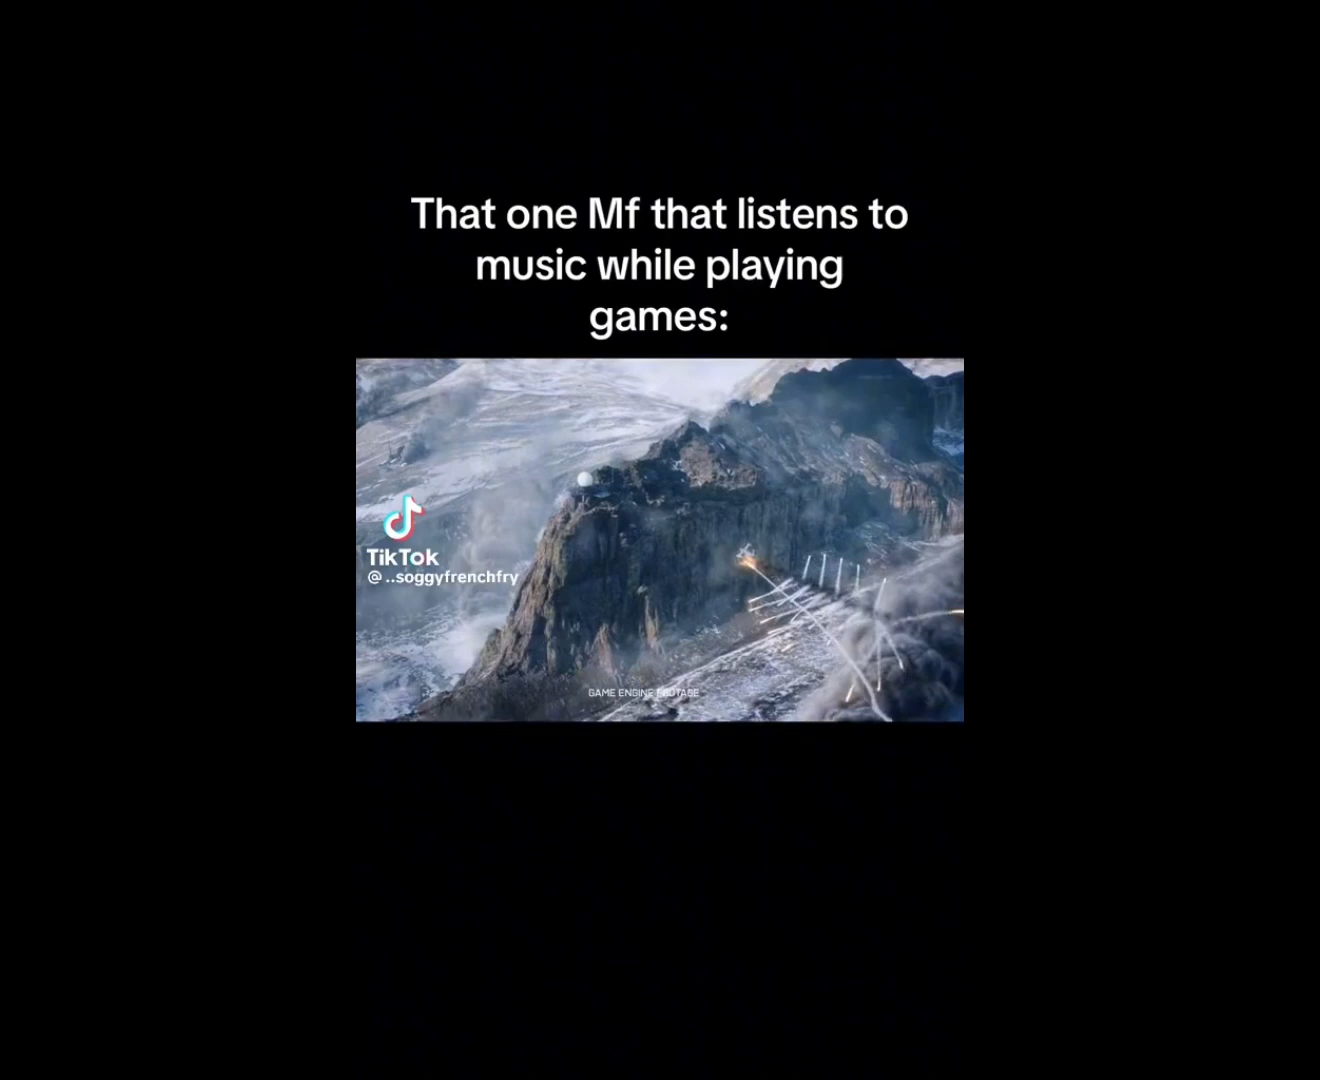 That one Mf that listens to
music while playing
games:
TikTok
@ ..soggyfrenchfry
GAME ENGINE FOOTAGE